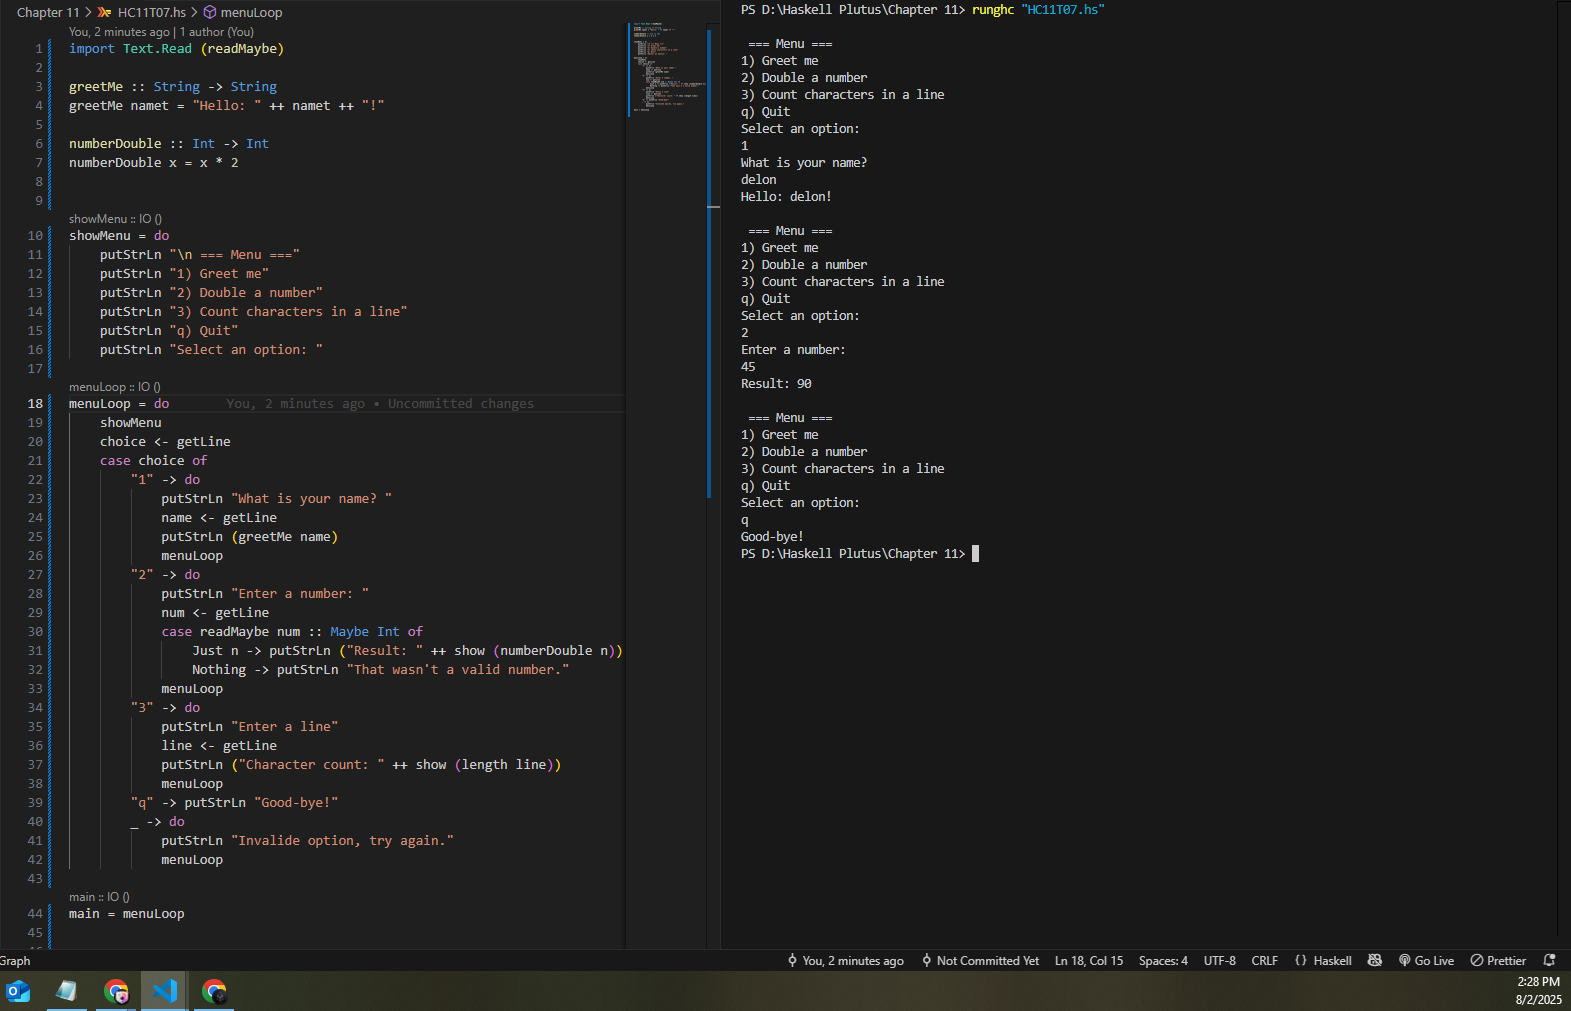 Chapter 11 > HC11T07.hs > menuLoop
You, 2 minutes ago | 1 author (You)
1 import Text.Read (readMaybe)
2
3 greetMe :: String -> String
4 greetMe namet = "Hello: " ++ namet ++ "!"
5
6 numberDouble :: Int -> Int
7 numberDouble x = x * 2
8
9
showMenu :: IO ()
10 showMenu = do
11     putStrLn "\n === Menu ==="
12     putStrLn "1) Greet me"
13     putStrLn "2) Double a number"
14     putStrLn "3) Count characters in a line"
15     putStrLn "q) Quit"
16     putStrLn "Select an option: "
17
menuLoop :: IO ()
18 menuLoop = do You, 2 minutes ago • Uncommitted changes
19     showMenu
20     choice <- getLine
21     case choice of
22         "1" -> do
23             putStrLn "What is your name? "
24             name <- getLine
25             putStrLn (greetMe name)
26             menuLoop
27         "2" -> do
28             putStrLn "Enter a number: "
29             num <- getLine
30             case readMaybe num :: Maybe Int of
31                 Just n -> putStrLn ("Result: " ++ show (numberDouble n))
32                 Nothing -> putStrLn "That wasn't a valid number."
33             menuLoop
34         "3" -> do
35             putStrLn "Enter a line"
36             line <- getLine
37             putStrLn ("Character count: " ++ show (length line))
38             menuLoop
39         "q" -> putStrLn "Good-bye!"
40         _ -> do
41             putStrLn "Invalide option, try again."
42             menuLoop
43
main :: IO ()
44 main = menuLoop
45
PS D:\Haskell Plutus\Chapter 11> runghc "HC11T07.hs"
=== Menu ===
1) Greet me
2) Double a number
3) Count characters in a line
q) Quit
Select an option:
1
What is your name?
delon
Hello: delon!
=== Menu ===
1) Greet me
2) Double a number
3) Count characters in a line
q) Quit
Select an option:
2
Enter a number:
45
Result: 90
=== Menu ===
1) Greet me
2) Double a number
3) Count characters in a line
q) Quit
Select an option:
q
Good-bye!
PS D:\Haskell Plutus\Chapter 11>
Graph You, 2 minutes ago Not Committed Yet Ln 18, Col 15 Spaces: 4 UTF-8 CRLF {} Haskell Go Live Prettier
2:28 PM
8/2/2025